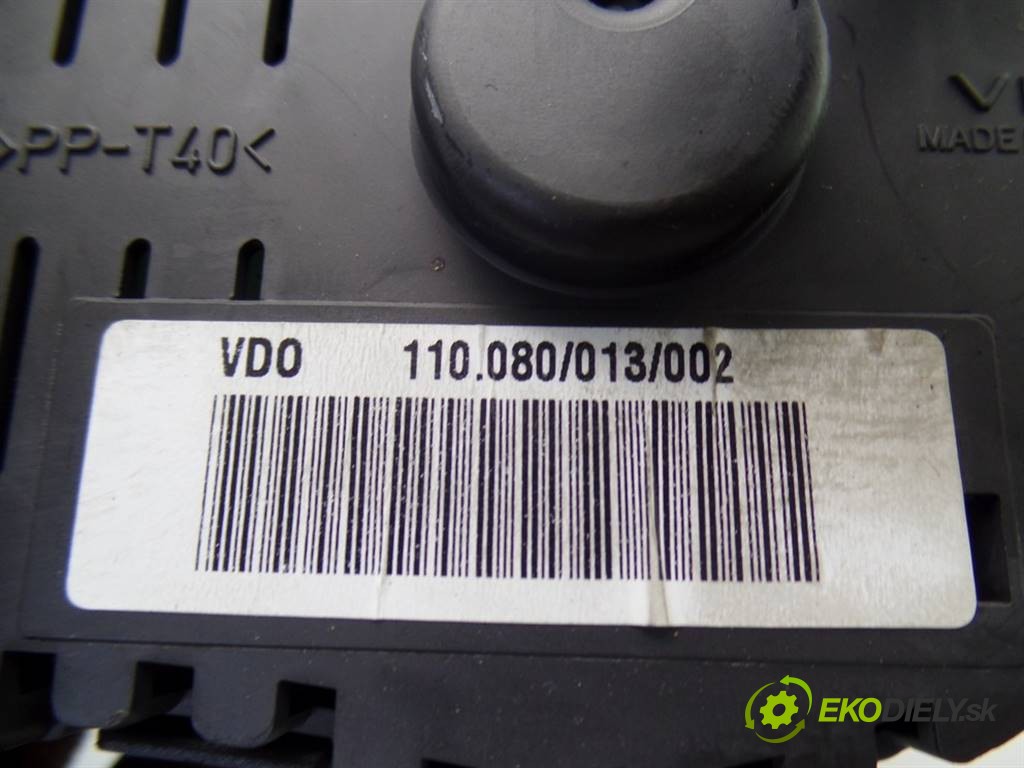 >PP-T40<
MADE
VDO 110.080/013/002
EKODIELY.sk